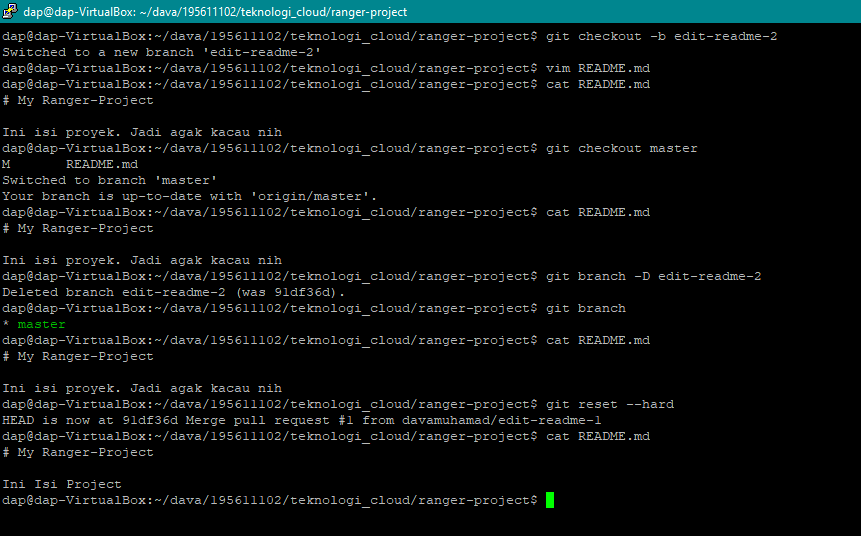 dap@dap-VirtualBox: ~/dava/195611102/teknologi_cloud/ranger-project
dap@dap-VirtualBox:~/dava/195611102/teknologi_cloud/ranger-project$ git checkout -b edit-readme-2
Switched to a new branch 'edit-readme-2'
dap@dap-VirtualBox:~/dava/195611102/teknologi_cloud/ranger-project$ vim README.md
dap@dap-VirtualBox:~/dava/195611102/teknologi_cloud/ranger-project$ cat README.md
# My Ranger-Project
Ini isi proyek. Jadi agak kacau nih
dap@dap-VirtualBox:~/dava/195611102/teknologi_cloud/ranger-project$ git checkout master
M       README.md
Switched to branch 'master'
Your branch is up-to-date with 'origin/master'.
dap@dap-VirtualBox:~/dava/195611102/teknologi_cloud/ranger-project$ cat README.md
# My Ranger-Project
Ini isi proyek. Jadi agak kacau nih
dap@dap-VirtualBox:~/dava/195611102/teknologi_cloud/ranger-project$ git branch -D edit-readme-2
Deleted branch edit-readme-2 (was 91df36d).
dap@dap-VirtualBox:~/dava/195611102/teknologi_cloud/ranger-project$ git branch
* master
dap@dap-VirtualBox:~/dava/195611102/teknologi_cloud/ranger-project$ cat README.md
# My Ranger-Project
Ini isi proyek. Jadi agak kacau nih
dap@dap-VirtualBox:~/dava/195611102/teknologi_cloud/ranger-project$ git reset --hard
HEAD is now at 91df36d Merge pull request #1 from davamuhamad/edit-readme-1
dap@dap-VirtualBox:~/dava/195611102/teknologi_cloud/ranger-project$ cat README.md
# My Ranger-Project
Ini Isi Project
dap@dap-VirtualBox:~/dava/195611102/teknologi_cloud/ranger-project$